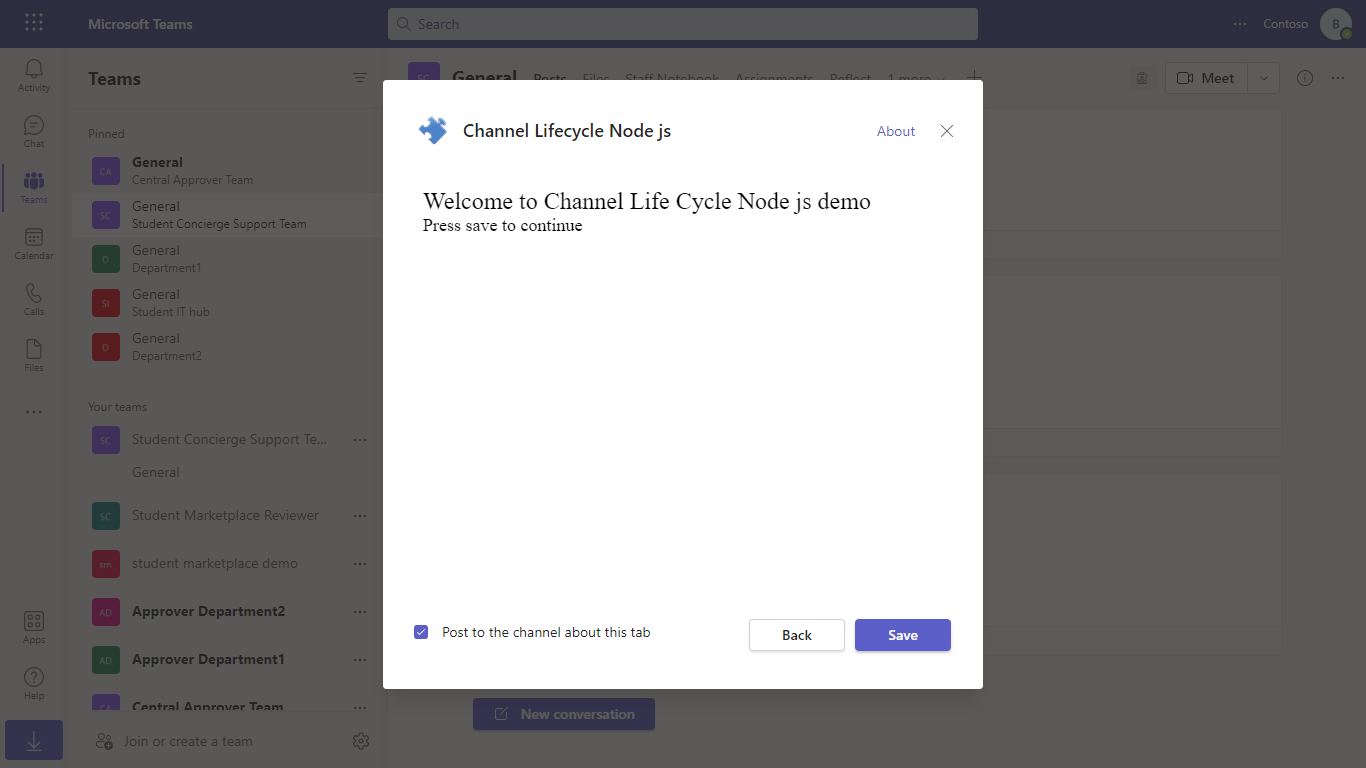 Microsoft Teams
Search
Contoso
B
Activity
Chat
Teams
Calendar
Calls
Files
Apps
Help
Teams
Pinned
CA
General
Central Approver Team
SC
General
Student Concierge Support Team
D
General
Department1
SI
General
Student IT hub
D
General
Department2
Your teams
SC
Student Concierge Support Te...
General
SC
Student Marketplace Reviewer
sm
student marketplace demo
AD
Approver Department2
AD
Approver Department1
CA
Central Approver Team
Join or create a team
SC
General
Posts
Files
Staff Notebook
Assignments
Reflect
1 more
Meet
Channel Lifecycle Node js
About
Welcome to Channel Life Cycle Node js demo
Press save to continue
Post to the channel about this tab
Back
Save
New conversation